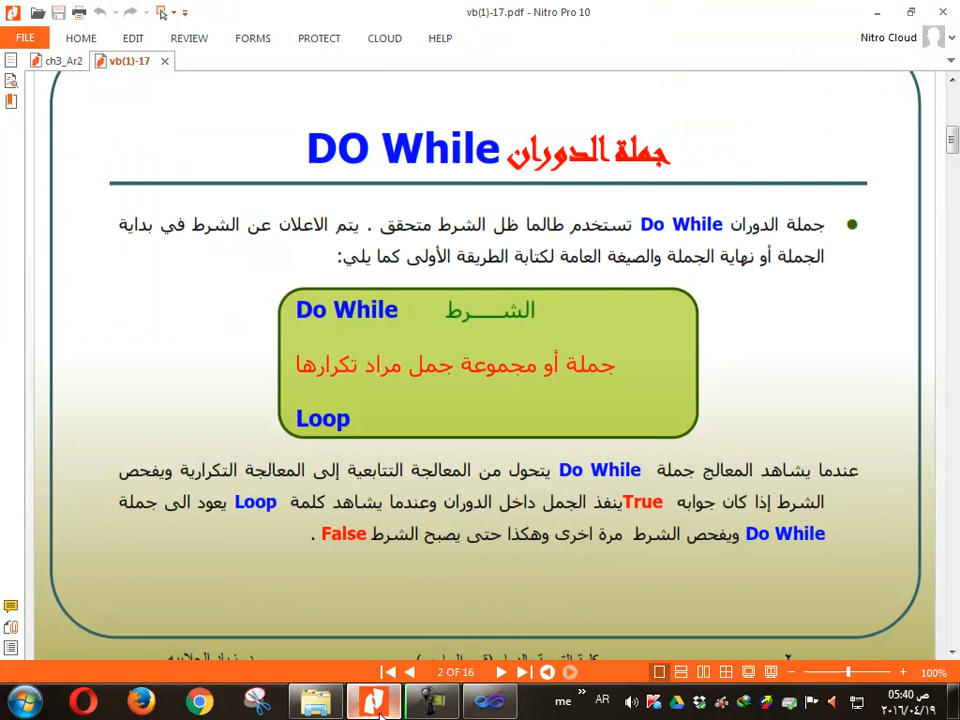 vb(1)-17.pdf - Nitro Pro 10
FILE HOME EDIT REVIEW FORMS PROTECT CLOUD HELP Nitro Cloud
ch3_Ar2 vb(1)-17
جملة الدوران DO While
جملة الدوران Do While تستخدم طالما ظل الشرط متحقق . يتم الاعلان عن الشرط في بداية
الجملة أو نهاية الجملة والصيغة العامة لكتابة الطريقة الأولى كما يلي:
Do While الشـــــرط
جملة أو مجموعة جمل مراد تكرارها
Loop
عندما يشاهد المعالج جملة Do While يتحول من المعالجة التتابعية إلى المعالجة التكرارية ويفحص
الشرط إذا كان جوابه True ينفذ الجمل داخل الدوران وعندما يشاهد كلمة Loop يعود الى جملة
Do While ويفحص الشرط مرة اخرى وهكذا حتى يصبح الشرط False .
٢
2 OF 16 100%
me AR 05:40 ص
٢٠١٦/٠٤/١٩